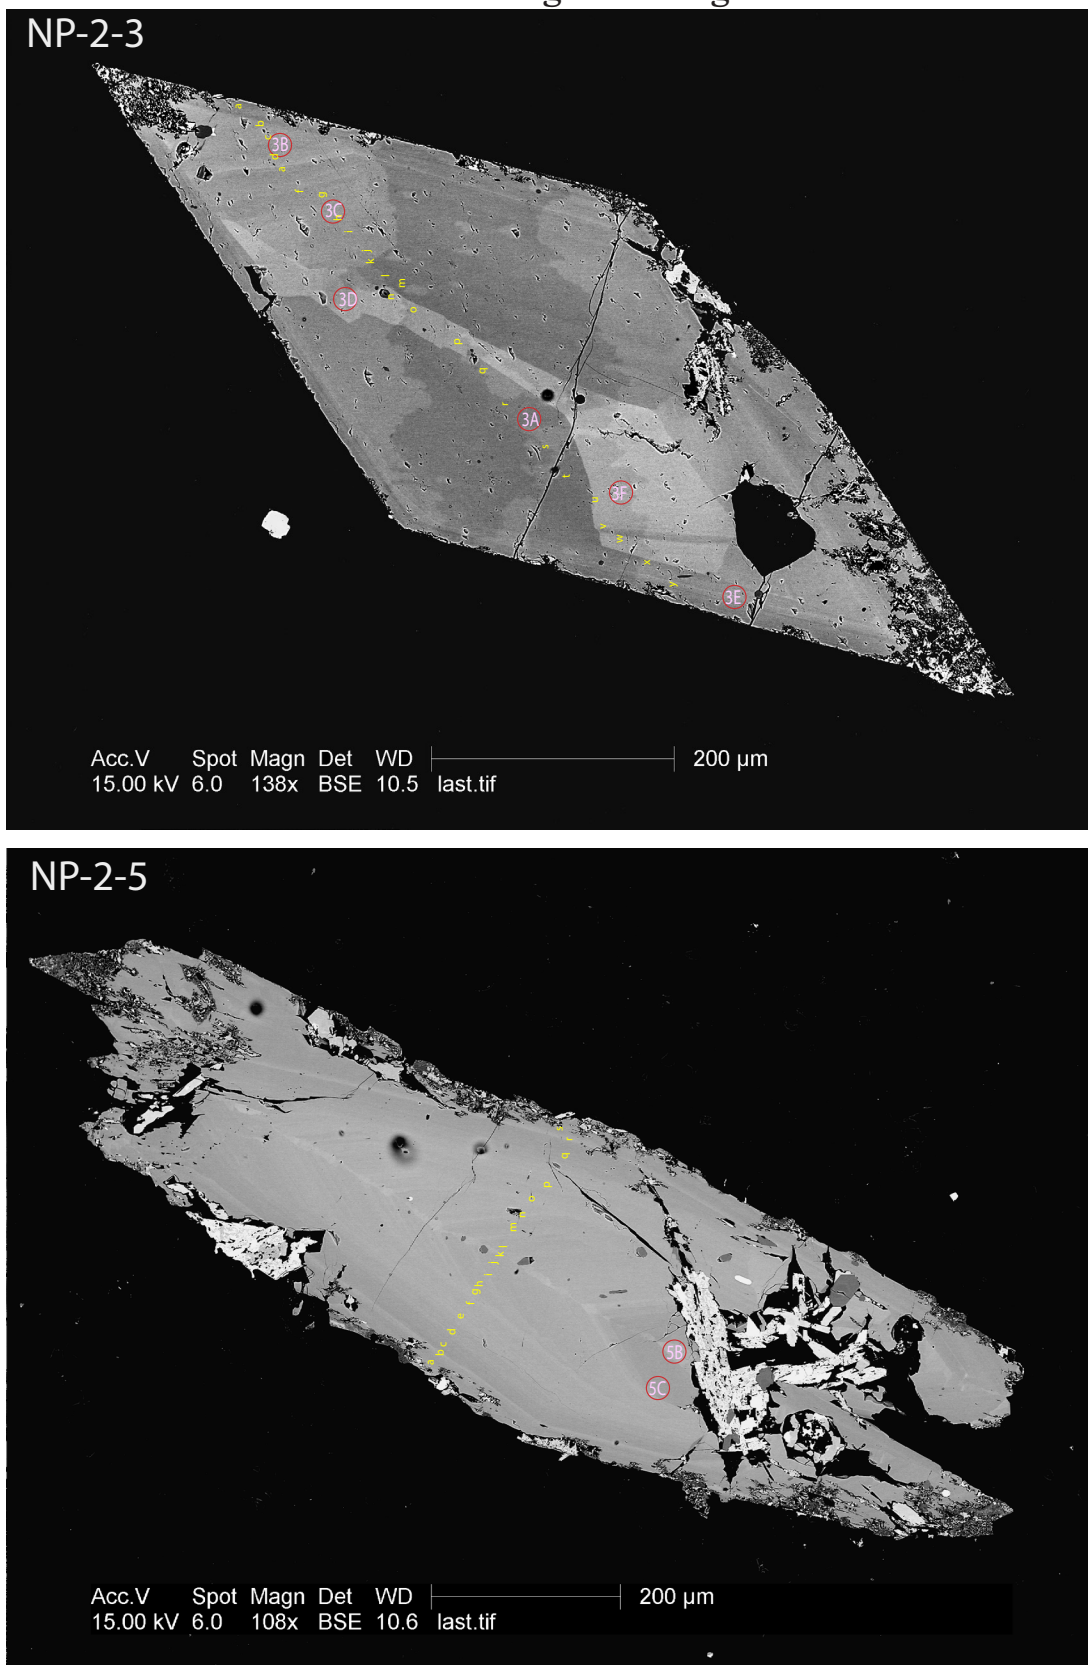 NP-2-3
a
b
c
3B
d
a
f
g
3C
h
i
j
k
l
m
3D
n
o
p
q
r
3A
s
t
3F
u
v
w
x
y
3E
Acc.V Spot Magn Det WD 200 µm
15.00 kV 6.0 138x BSE 10.5 last.tif
NP-2-5
s
r
q
p
o
n
m
l
k
j
i
h
g
f
e
d
c
b
a
5B
5C
Acc.V Spot Magn Det WD 200 µm
15.00 kV 6.0 108x BSE 10.6 last.tif